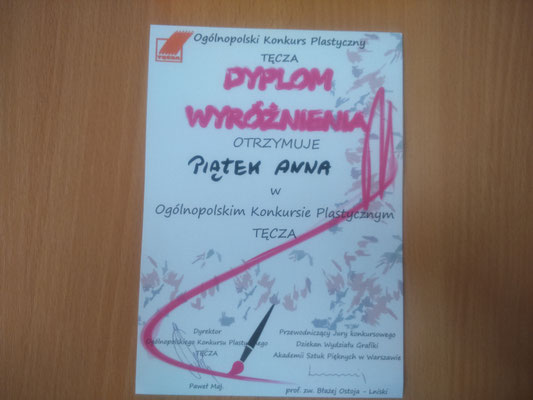 Ogólnopolski Konkurs Plastyczny
TĘCZA
DYPLOM
WYRÓŻNIENIA
OTRZYMUJE
PIĄTEK ANNA
w
Ogólnopolskim Konkursie Plastycznym
TĘCZA
Dyrektor
Ogólnopolskiego Konkursu Plastycznego
TĘCZA
Paweł Maj
Przewodniczący Jury konkursowego
Dziekan Wydziału Grafiki
Akademii Sztuk Pięknych w Warszawie
prof. zw. Błażej Ostoja - Lniski